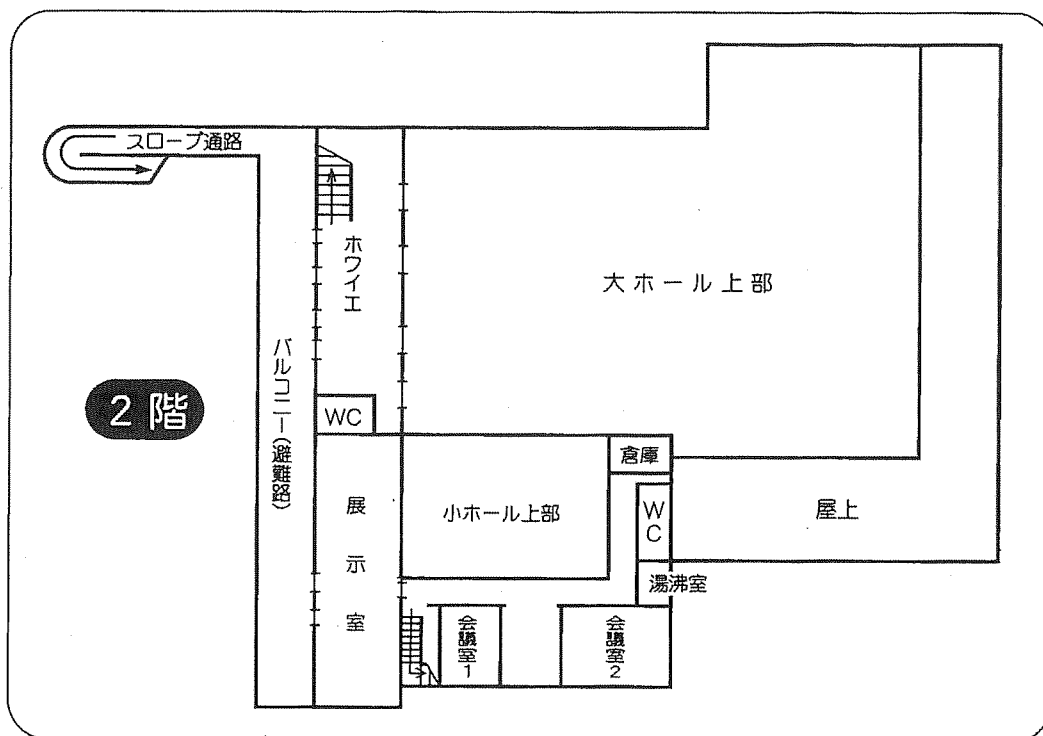 スロープ通路
ホワイエ
大ホール上部
バルコニー(避難路)
2階
WC
倉庫
展示室
小ホール上部
WC
屋上
湯沸室
会議室1
会議室2